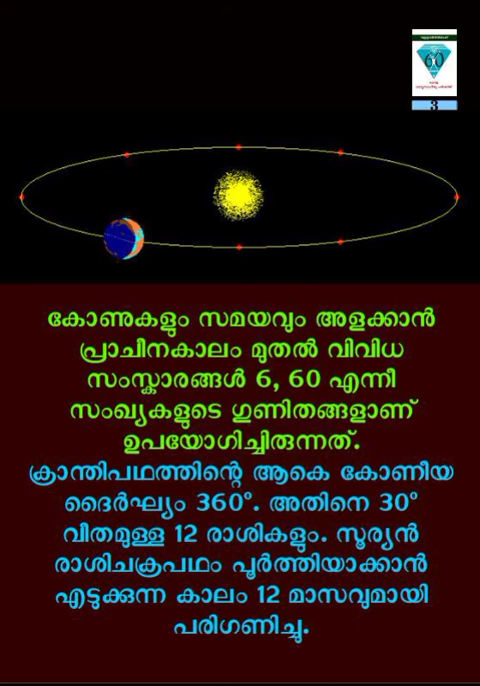 60
3
കോണുകളും സമയവും അളക്കാൻ
പ്രാചീനകാലം മുതൽ വിവിധ
സംസ്കാരങ്ങൾ 6, 60 എന്നീ
സംഖ്യകളുടെ ഗുണിതങ്ങളാണ്
ഉപയോഗിച്ചിരുന്നത്.
ക്രാന്തിപഥത്തിന്റെ ആകെ കോണീയ
ദൈർഘ്യം 360°. അതിനെ 30°
വീതമുള്ള 12 രാശികളും. സൂര്യൻ
രാശിചക്രപഥം പൂർത്തിയാക്കാൻ
എടുക്കുന്ന കാലം 12 മാസവുമായി
പരിഗണിച്ചു.